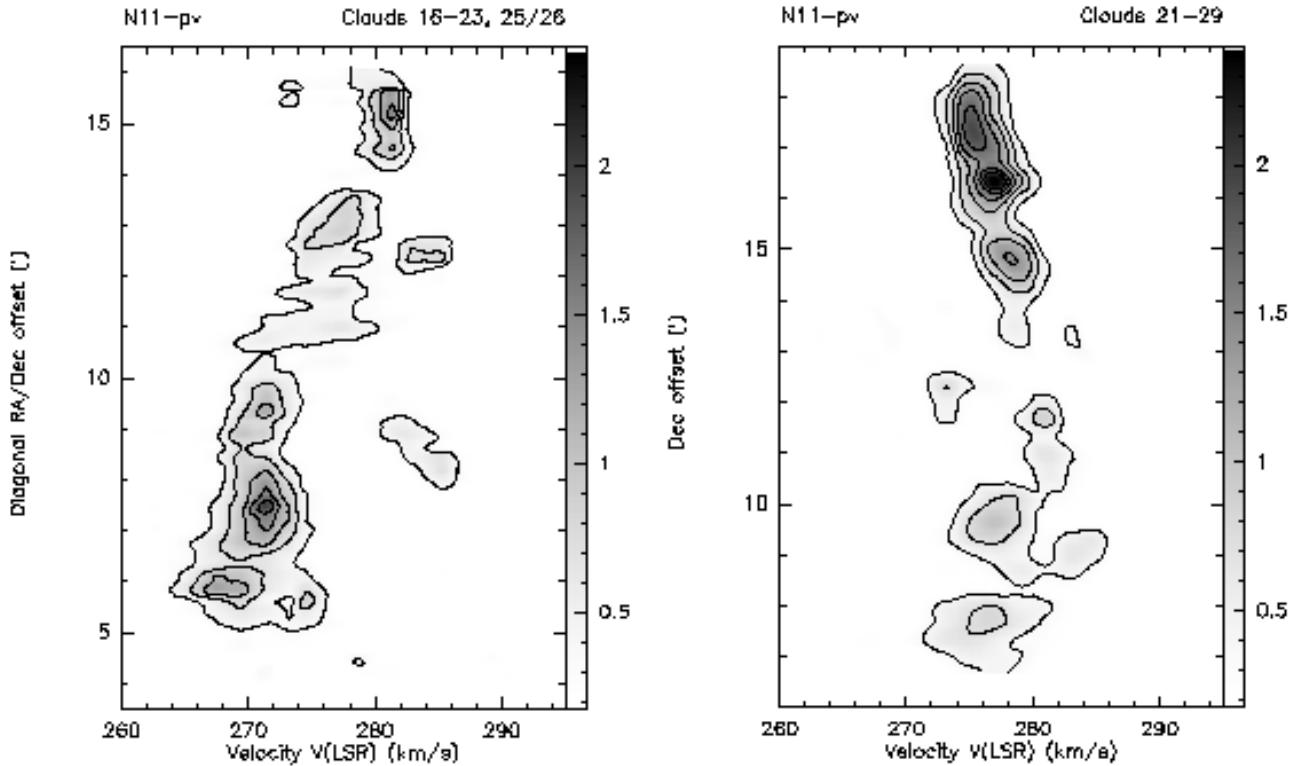 N11-pv Clouds 16-23, 25/26
15
10
5
260 270 280 290
Velocity V(LSR) (km/s)
Diagonal RA/Dec offset [']
2
1.5
1
0.5
N11-pv Clouds 21-29
15
10
260 270 280 290
Velocity V(LSR) (km/s)
Dec offset [']
2
1.5
1
0.5